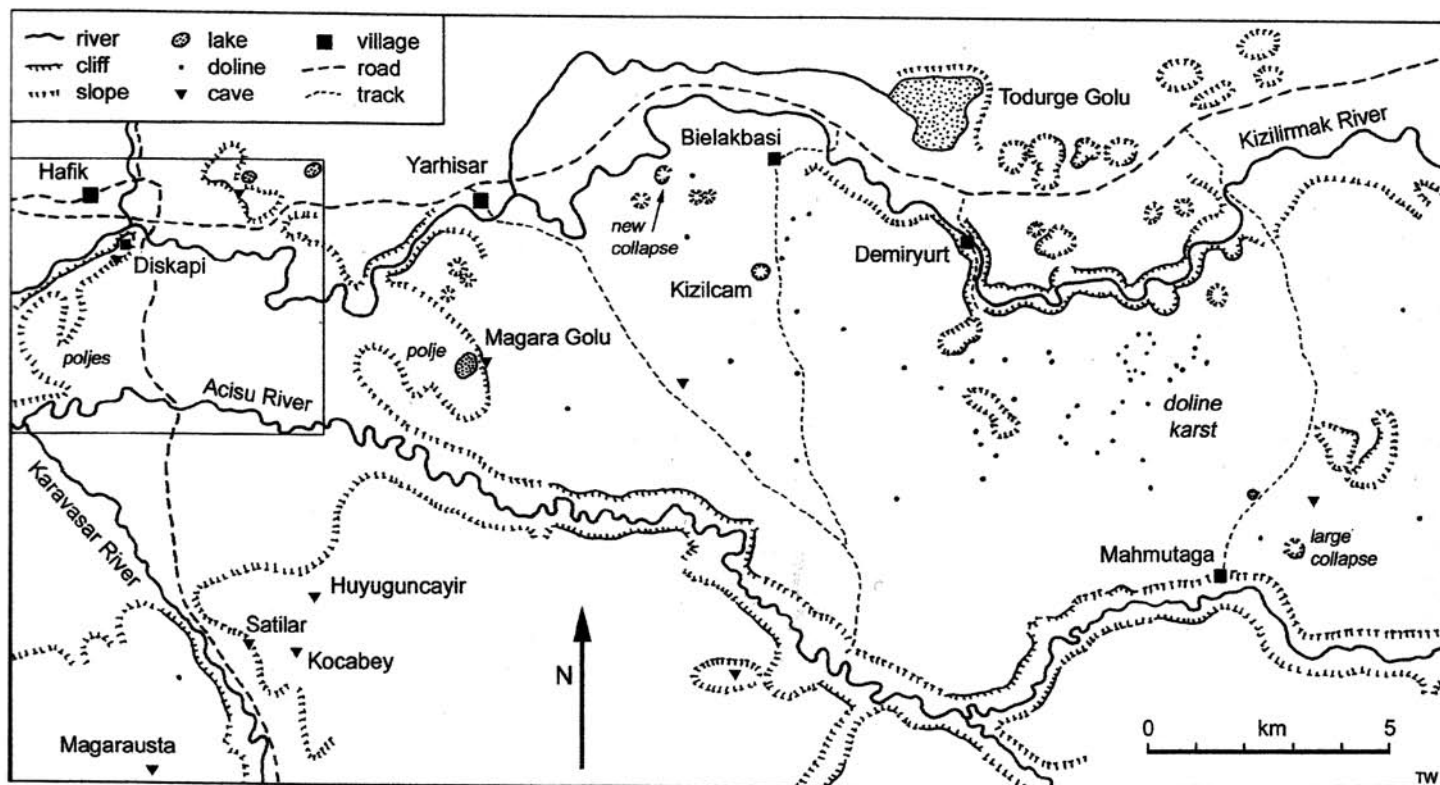 river
lake
village
cliff
doline
road
slope
cave
track
Todurge Golu
Kizilirmak River
Bielakbasi
Hafik
Yarhisar
new
collapse
Diskapi
Demiryurt
Kizilcam
Magara Golu
polje
poljes
Acisu River
doline
karst
Karavasar River
large
collapse
Mahmutaga
Huyuguncayir
Satilar
Kocabey
N
Magarausta
0 km 5
TW